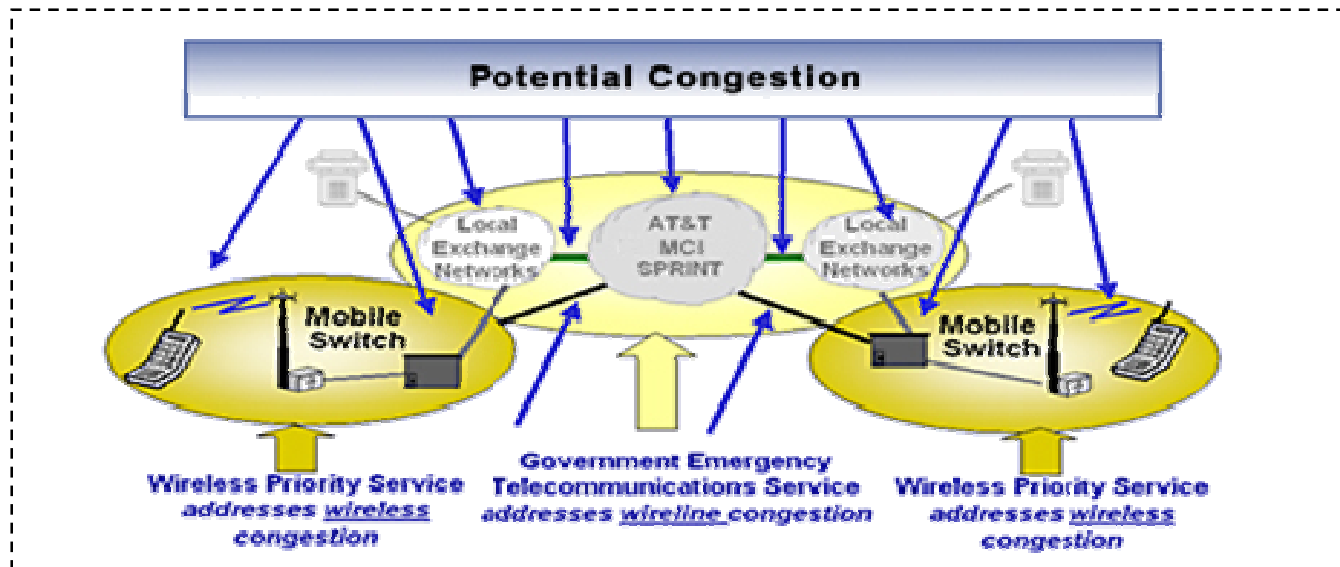 Potential Congestion
Local
Exchange
Networks
AT&T
MCI
SPRINT
Local
Exchange
Networks
Mobile
Switch
Mobile
Switch
Wireless Priority Service
addresses wireless
congestion
Government Emergency
Telecommunications Service
addresses wireline congestion
Wireless Priority Service
addresses wireless
congestion